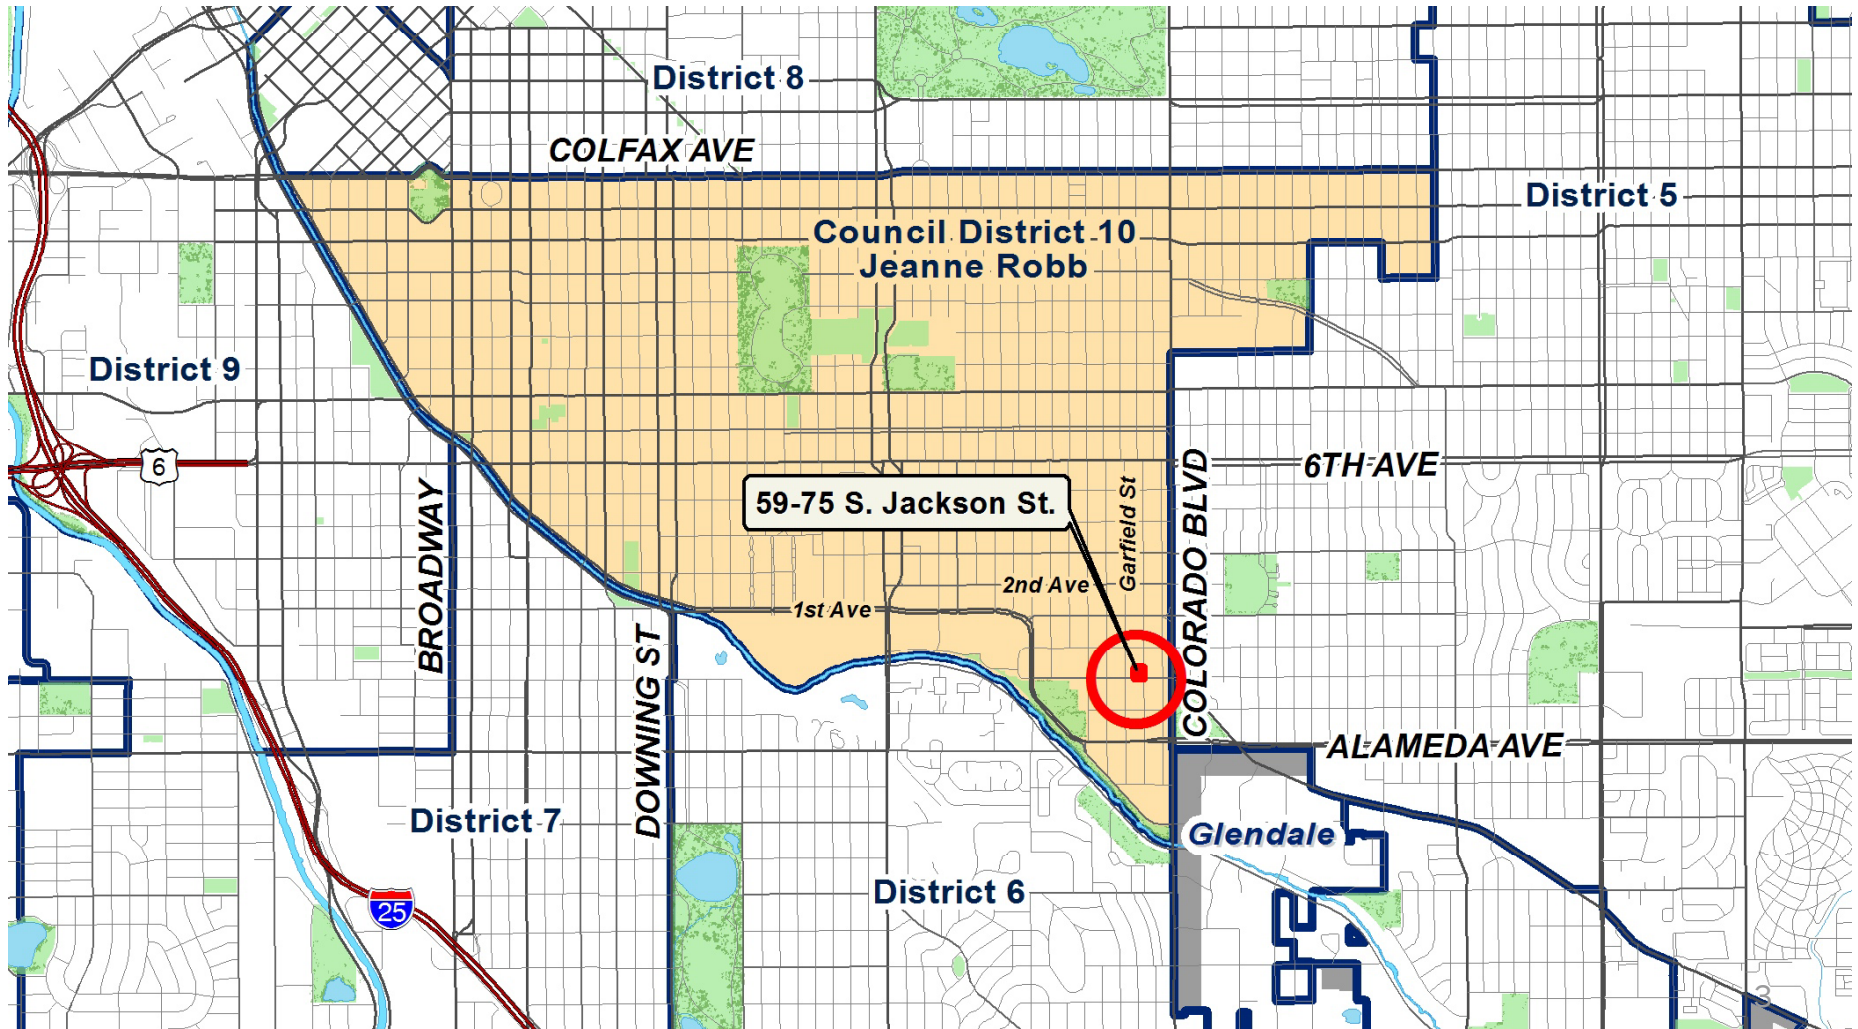 District 8
COLFAX AVE
District 5
Council District 10
Jeanne Robb
District 9
6
6TH AVE
59-75 S. Jackson St.
Garfield St
COLORADO BLVD
BROADWAY
2nd Ave
1st Ave
DOWNING ST
ALAMEDA AVE
District 7
Glendale
District 6
25
3